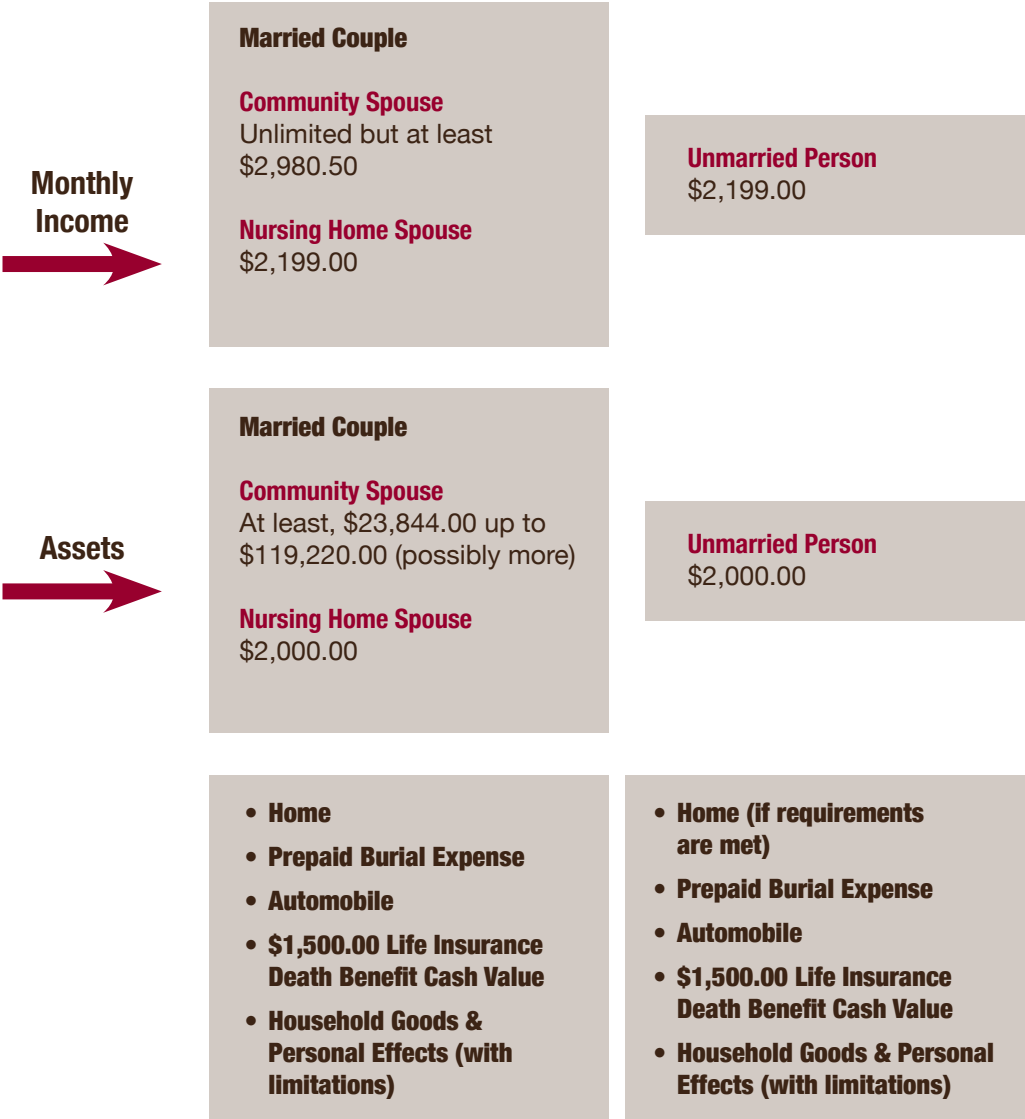 Monthly
Income
Married Couple
Community Spouse
Unlimited but at least
$2,980.50
Nursing Home Spouse
$2,199.00
Unmarried Person
$2,199.00
Assets
Married Couple
Community Spouse
At least, $23,844.00 up to
$119,220.00 (possibly more)
Nursing Home Spouse
$2,000.00
Unmarried Person
$2,000.00
• Home
• Prepaid Burial Expense
• Automobile
• $1,500.00 Life Insurance
Death Benefit Cash Value
• Household Goods &
Personal Effects (with
limitations)
• Home (if requirements
are met)
• Prepaid Burial Expense
• Automobile
• $1,500.00 Life Insurance
Death Benefit Cash Value
• Household Goods & Personal
Effects (with limitations)